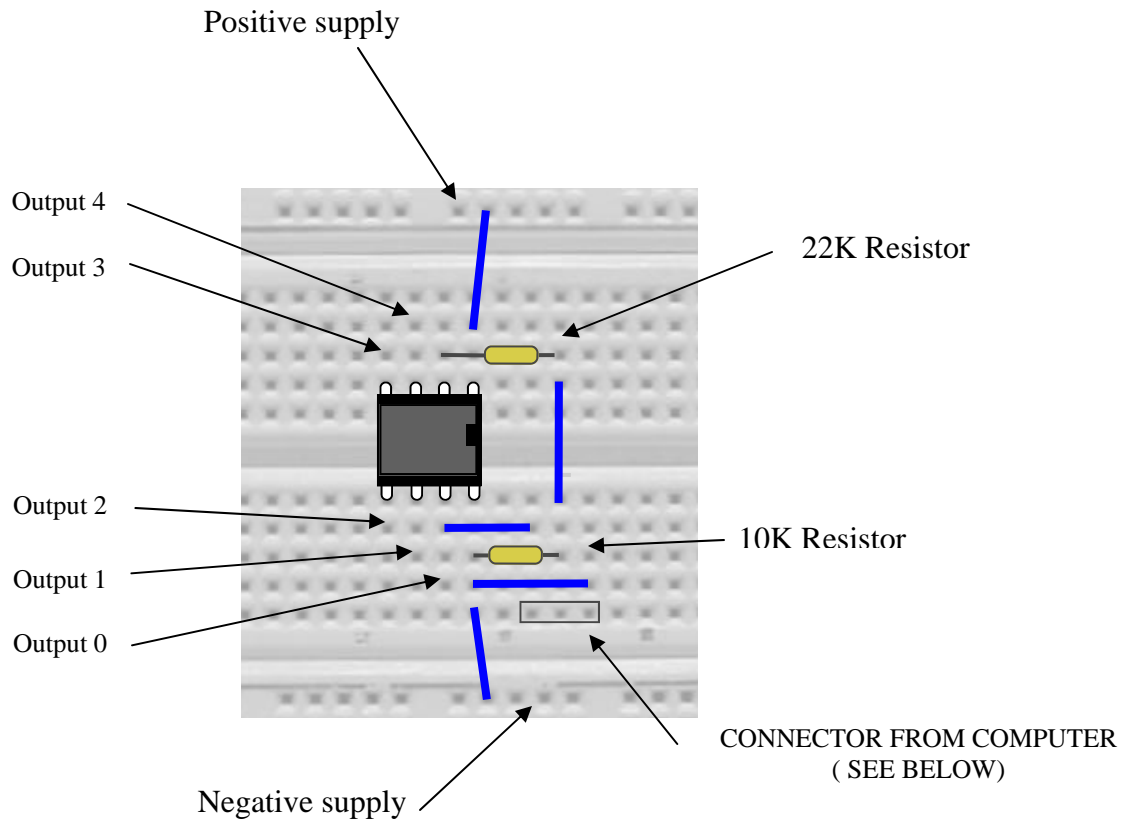 Positive supply
Output 4
Output 3
22K Resistor
Output 2
Output 1
10K Resistor
Output 0
CONNECTOR FROM COMPUTER
( SEE BELOW)
Negative supply